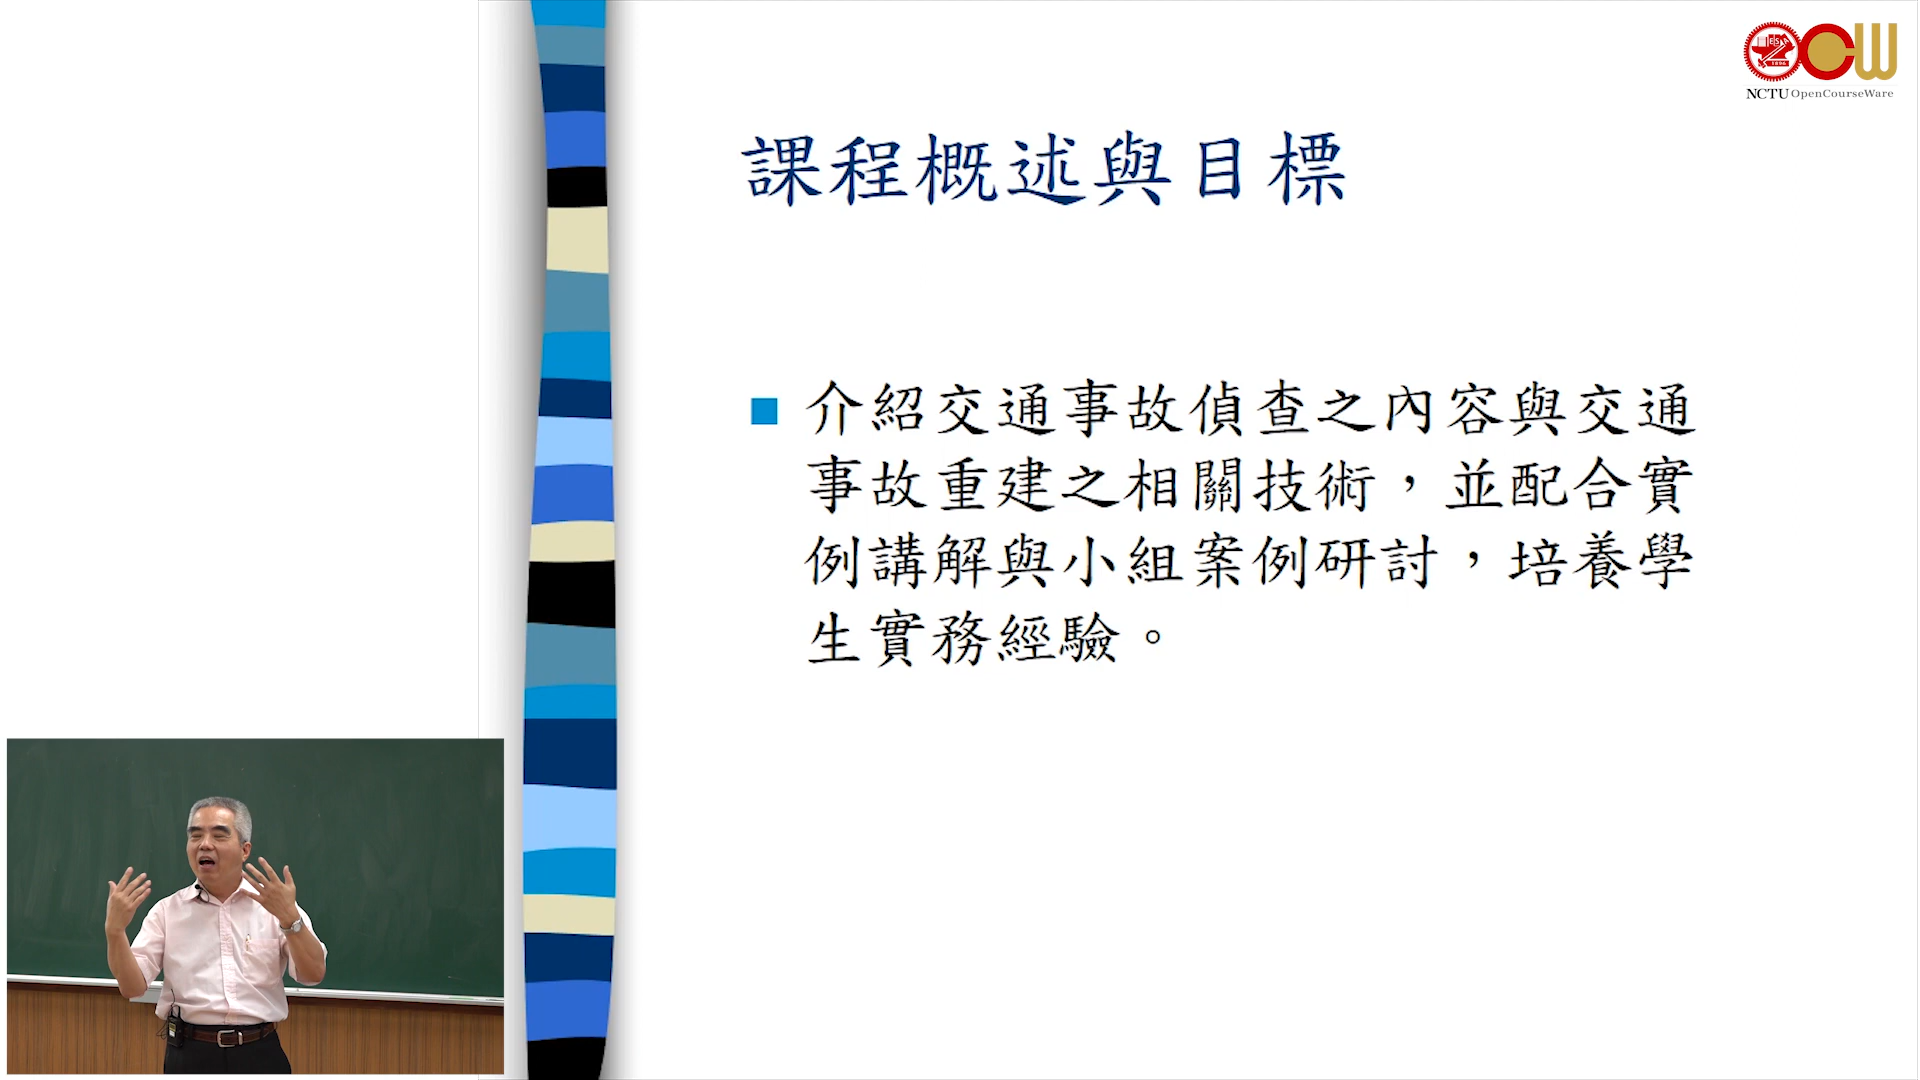 NCTU OpenCourseWare
課程概述與目標
介紹交通事故偵查之內容與交通
事故重建之相關技術，並配合實
例講解與小組案例研討，培養學
生實務經驗。